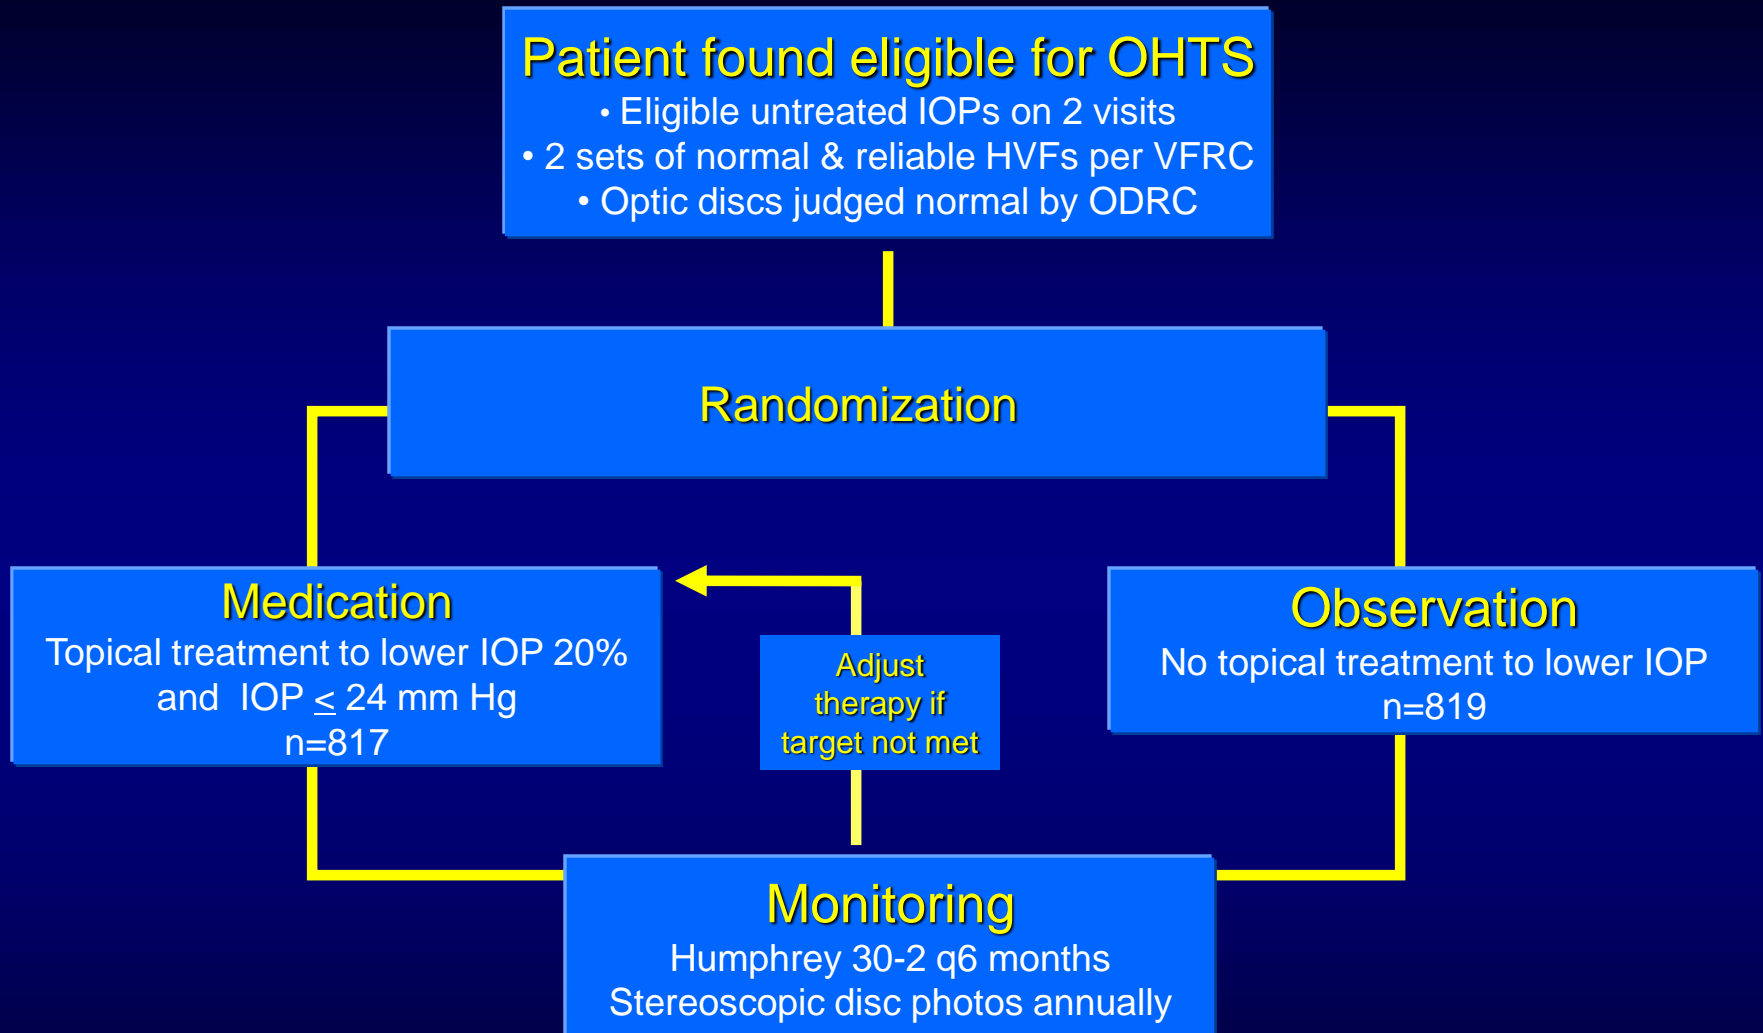 Patient found eligible for OHTS
• Eligible untreated IOPs on 2 visits
• 2 sets of normal & reliable HVFs per VFRC
• Optic discs judged normal by ODRC
Randomization
Medication
Topical treatment to lower IOP 20%
and IOP ≤ 24 mm Hg
n=817
Adjust
therapy if
target not met
Observation
No topical treatment to lower IOP
n=819
Monitoring
Humphrey 30-2 q6 months
Stereoscopic disc photos annually